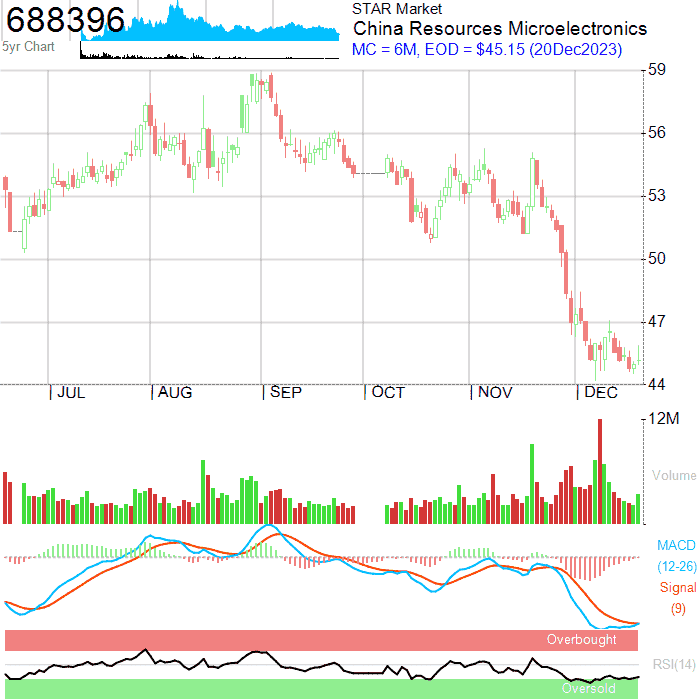 688396
5yr Chart
STAR Market
China Resources Microelectronics
MC = 6M, EOD = $45.15 (20Dec2023)
59
56
53
50
47
44
JUL AUG SEP OCT NOV DEC
12M
Volume
MACD
(12-26)
Signal
(9)
Overbought
RSI(14)
Oversold